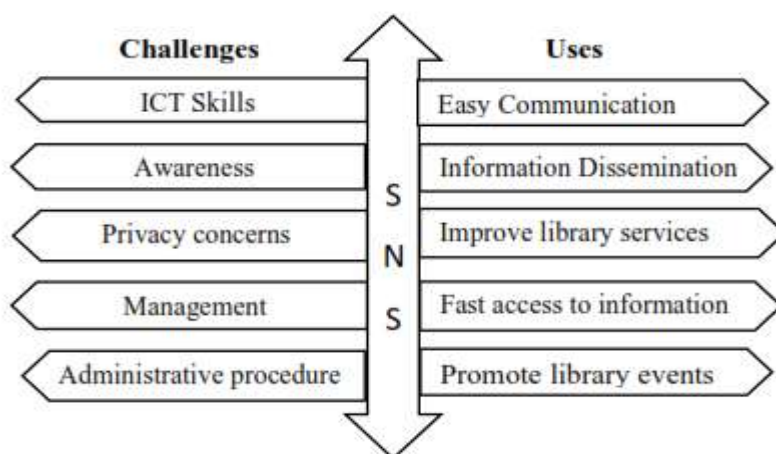 Challenges
Uses
ICT Skills
Easy Communication
Awareness
Information Dissemination
Privacy concerns
Improve library services
Management
Fast access to information
Administrative procedure
Promote library events
S
N
S